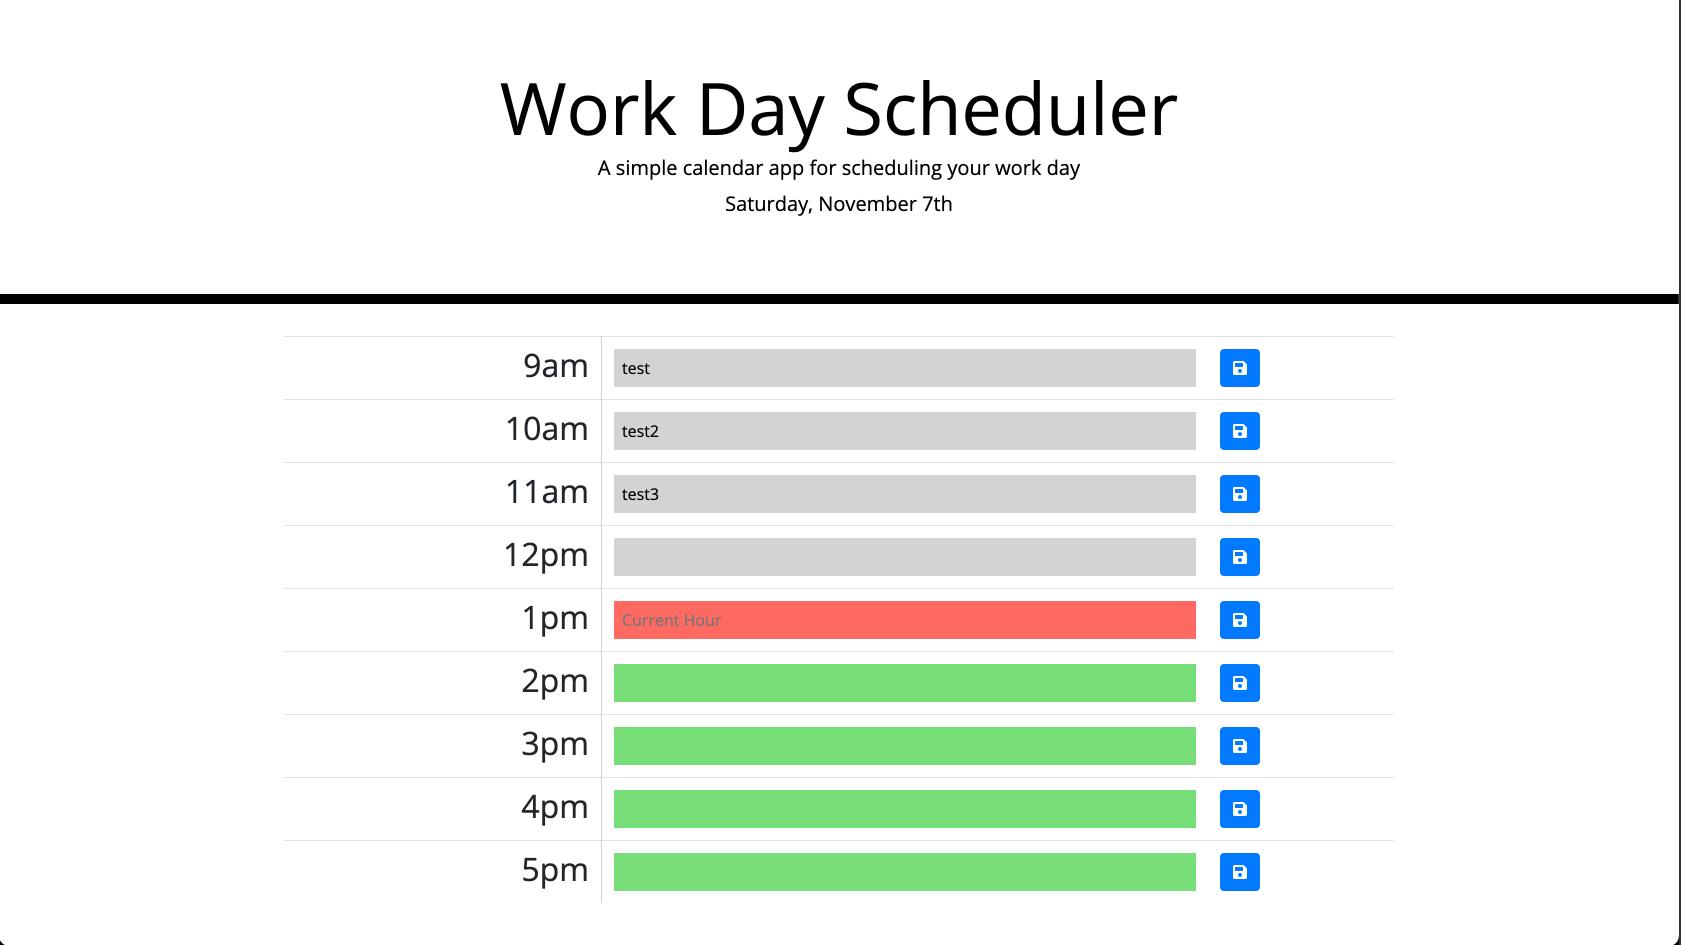 Work Day Scheduler
A simple calendar app for scheduling your work day
Saturday, November 7th
9am test
10am test2
11am test3
12pm
1pm Current Hour
2pm
3pm
4pm
5pm